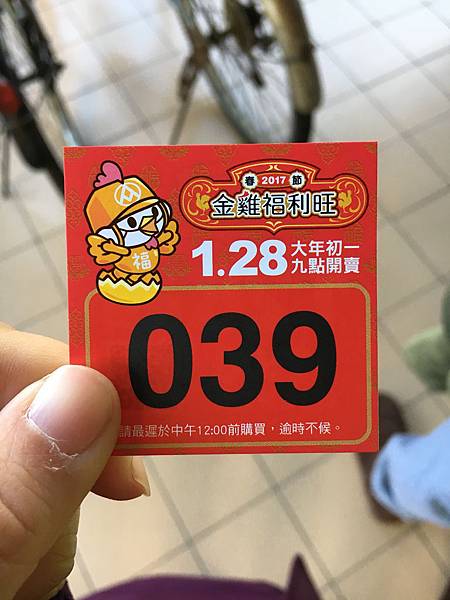 春 2017 節
金雞福利旺
1.28 大年初一
九點開賣
福
039
請最遲於中午12:00前購買，逾時不候。